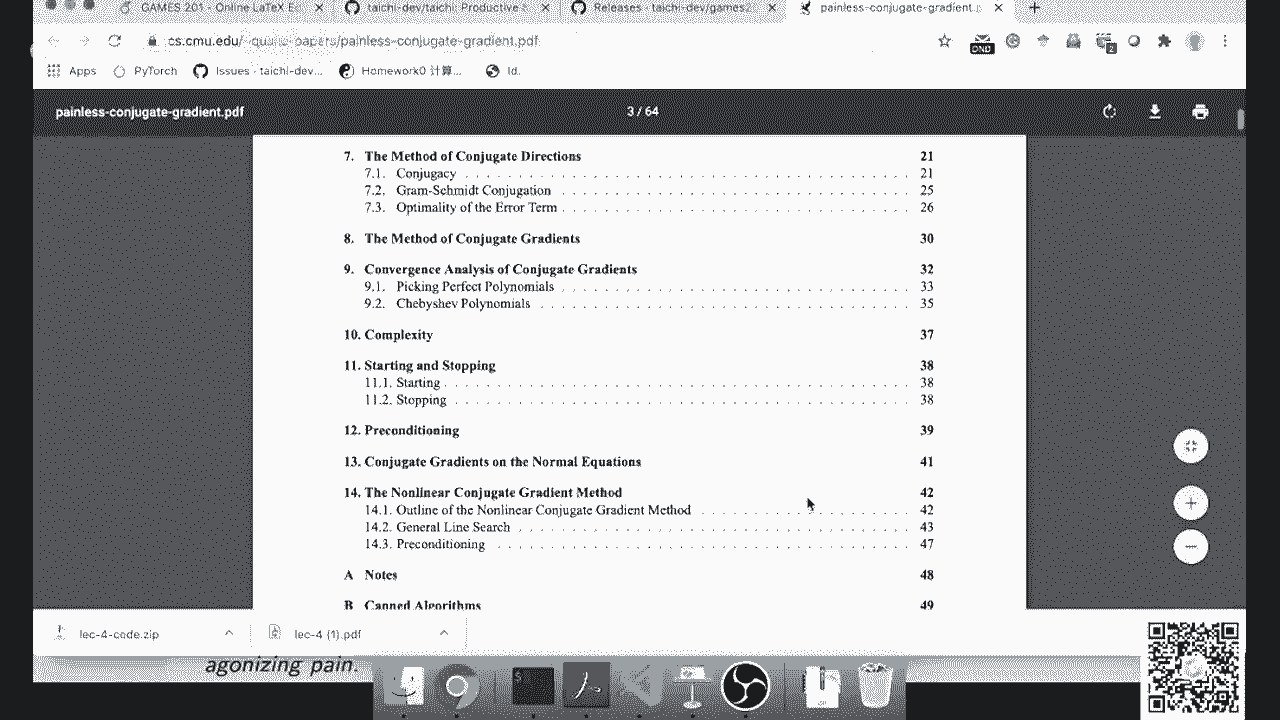 GAMES 201 - Online LaTeX E...
taichi-dev/taichi: Productive &
Releases · taichi-dev/games2...
painless-conjugate-gradient.p
cs.cmu.edu/~quake-papers/painless-conjugate-gradient.pdf
DND
2
Apps
PyTorch
Issues · taichi-dev...
Homework0 计算...
Id.
painless-conjugate-gradient.pdf
3 / 64
7. The Method of Conjugate Directions 21
7.1. Conjugacy 21
7.2. Gram-Schmidt Conjugation 25
7.3. Optimality of the Error Term 26
8. The Method of Conjugate Gradients 30
9. Convergence Analysis of Conjugate Gradients 32
9.1. Picking Perfect Polynomials 33
9.2. Chebyshev Polynomials 35
10. Complexity 37
11. Starting and Stopping 38
11.1. Starting 38
11.2. Stopping 38
12. Preconditioning 39
13. Conjugate Gradients on the Normal Equations 41
14. The Nonlinear Conjugate Gradient Method 42
14.1. Outline of the Nonlinear Conjugate Gradient Method 42
14.2. General Line Search 43
14.3. Preconditioning 47
A Notes 48
B Canned Algorithms 49
lec-4-code.zip
lec-4 (1).pdf
agonizing pain.